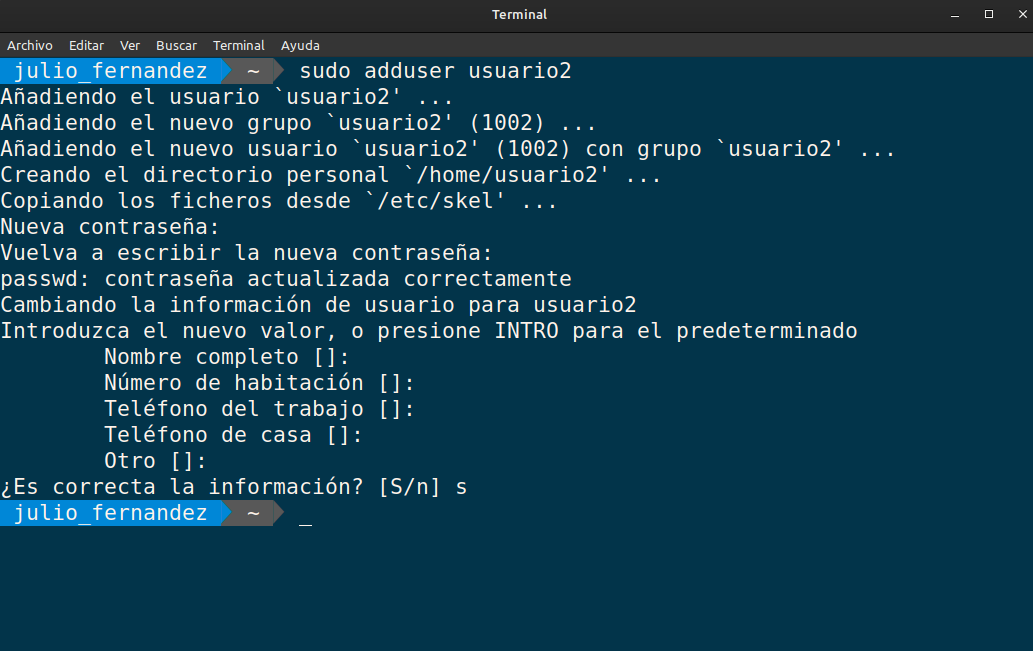 Terminal
Archivo Editar Ver Buscar Terminal Ayuda
julio_fernandez ~ sudo adduser usuario2
Añadiendo el usuario `usuario2' ...
Añadiendo el nuevo grupo `usuario2' (1002) ...
Añadiendo el nuevo usuario `usuario2' (1002) con grupo `usuario2' ...
Creando el directorio personal `/home/usuario2' ...
Copiando los ficheros desde `/etc/skel' ...
Nueva contraseña:
Vuelva a escribir la nueva contraseña:
passwd: contraseña actualizada correctamente
Cambiando la información de usuario para usuario2
Introduzca el nuevo valor, o presione INTRO para el predeterminado
Nombre completo []:
Número de habitación []:
Teléfono del trabajo []:
Teléfono de casa []:
Otro []:
¿Es correcta la información? [S/n] s
julio_fernandez ~ _